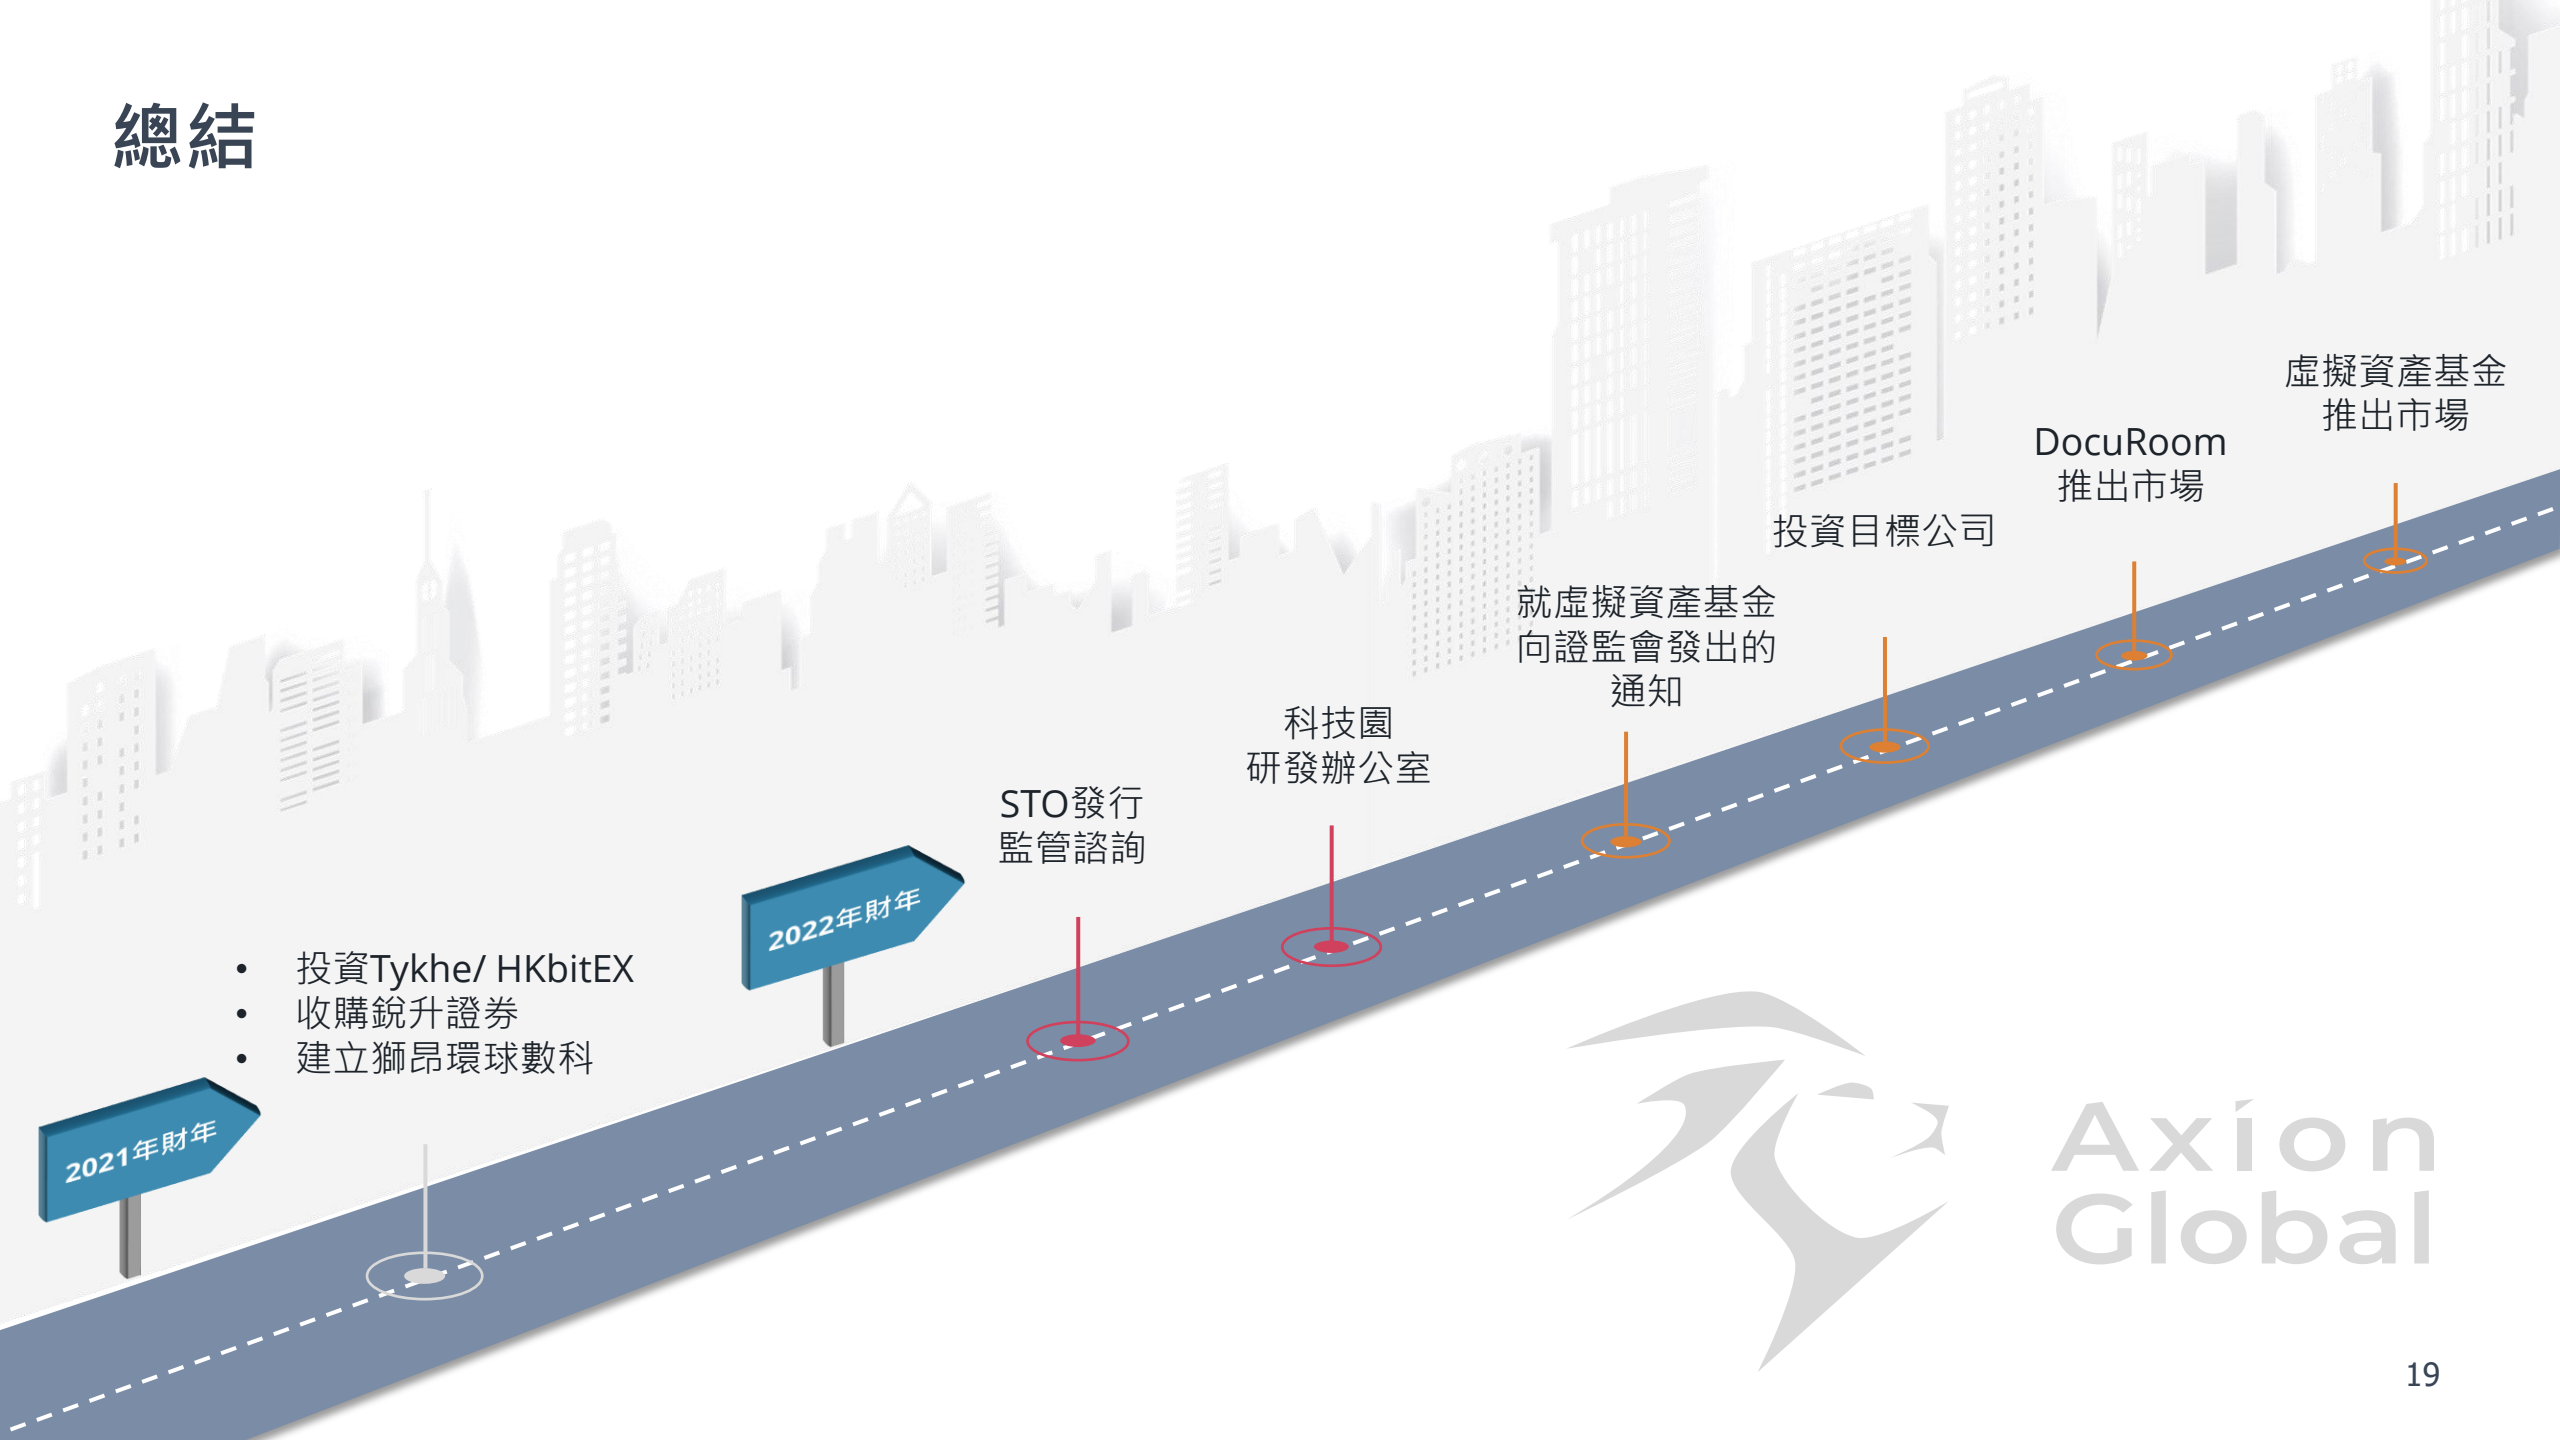 總結
2021年財年
• 投資Tykhe/ HKbitEX
• 收購銳升證券
• 建立獅昂環球數科
2022年財年
STO發行
監管諮詢
科技園
研發辦公室
就虛擬資產基金
向證監會發出的
通知
投資目標公司
DocuRoom
推出市場
虛擬資產基金
推出市場
Axion
Global
19